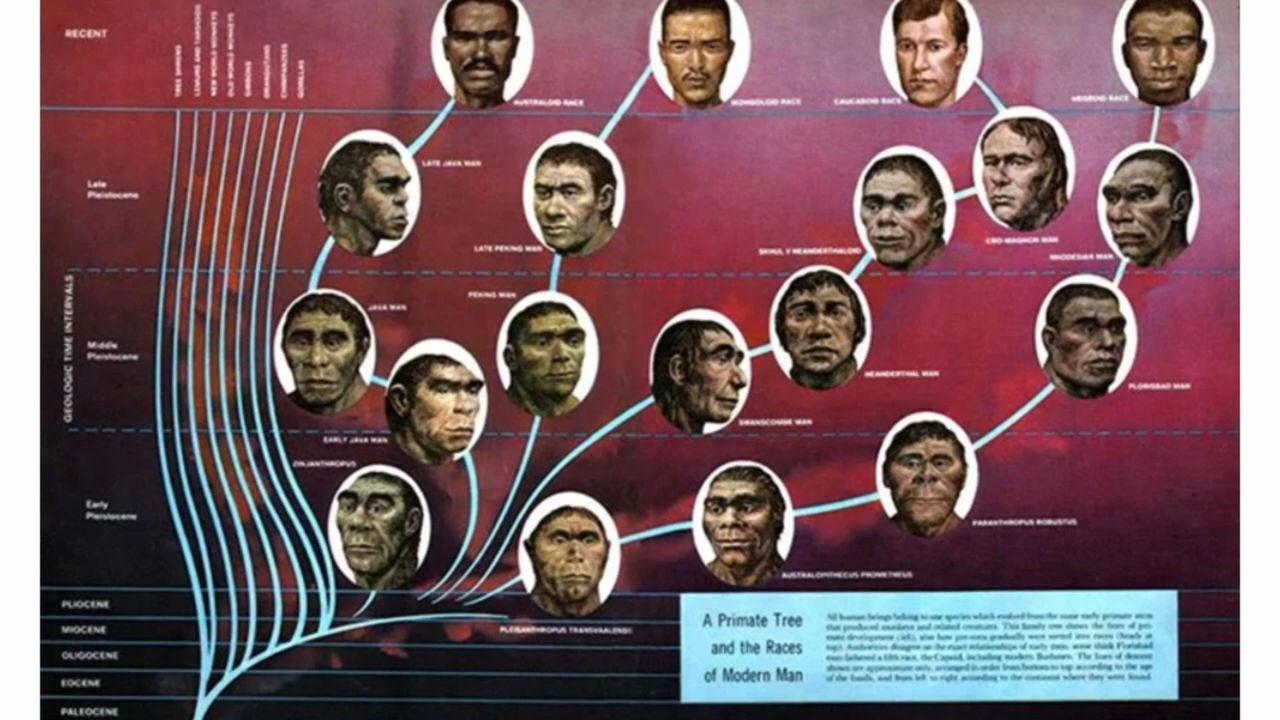 RECENT
TREE SHREWS
LEMURS AND TARSIOIDS
NEW WORLD MONKEYS
OLD WORLD MONKEYS
GIBBONS
ORANGUTANS
CHIMPANZEES
GORILLAS
AUSTRALOID RACE
MONGOLOID RACE
CAUCASOID RACE
NEGROID RACE
LATE JAVA MAN
Late
Pleistocene
LATE PEKING MAN
SKHUL V NEANDERTHALOID
CRO-MAGNON MAN
RHODESIAN MAN
GEOLOGIC TIME INTERVALS
JAVA MAN
PEKING MAN
Middle
Pleistocene
NEANDERTHAL MAN
FLORISBAD MAN
SWANSCOMBE MAN
EARLY JAVA MAN
ZINJANTHROPUS
Early
Pleistocene
PARANTHROPUS ROBUSTUS
AUSTRALOPITHECUS PROMETHEUS
PLESIANTHROPUS TRANSVAALENSIS
PLIOCENE
MIOCENE
OLIGOCENE
EOCENE
PALEOCENE
A Primate Tree
and the Races
of Modern Man
All human beings belong to one species which evolved from the same early primate stem
that produced monkeys and related creatures. This family tree shows the lines of pri-
mate development (left), also how pre-men gradually were sorted into races (heads at
top). Authorities disagree on the exact relationships of early men; some think Florisbad
man fathered a fifth race, the Capoid, including modern Bushmen. The lines of descent
shown are approximate only, arranged in order from bottom to top according to the age
of the fossils, and from left to right according to the continent where they were found.